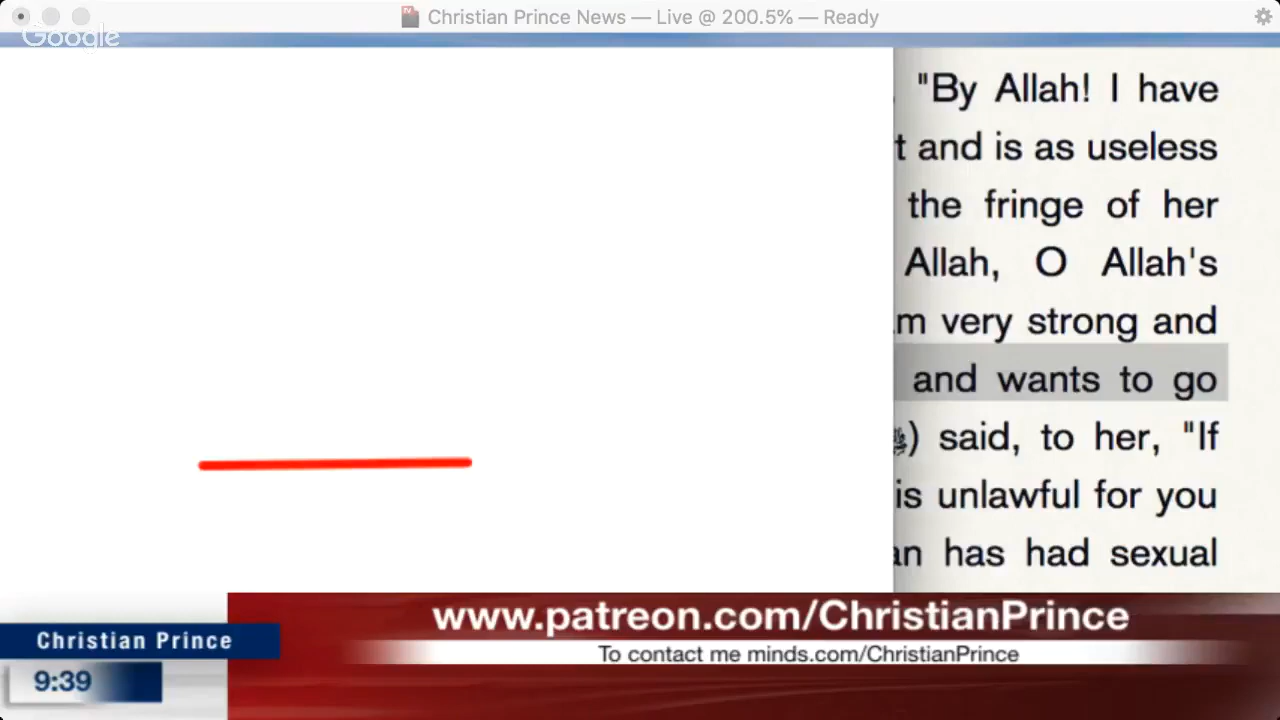 Christian Prince News — Live @ 200.5% — Ready
Google
"By Allah! I have
t and is as useless
the fringe of her
Allah, O Allah's
m very strong and
and wants to go
) said, to her, "If
is unlawful for you
an has had sexual
www.patreon.com/ChristianPrince
To contact me minds.com/ChristianPrince
Christian Prince
9:39